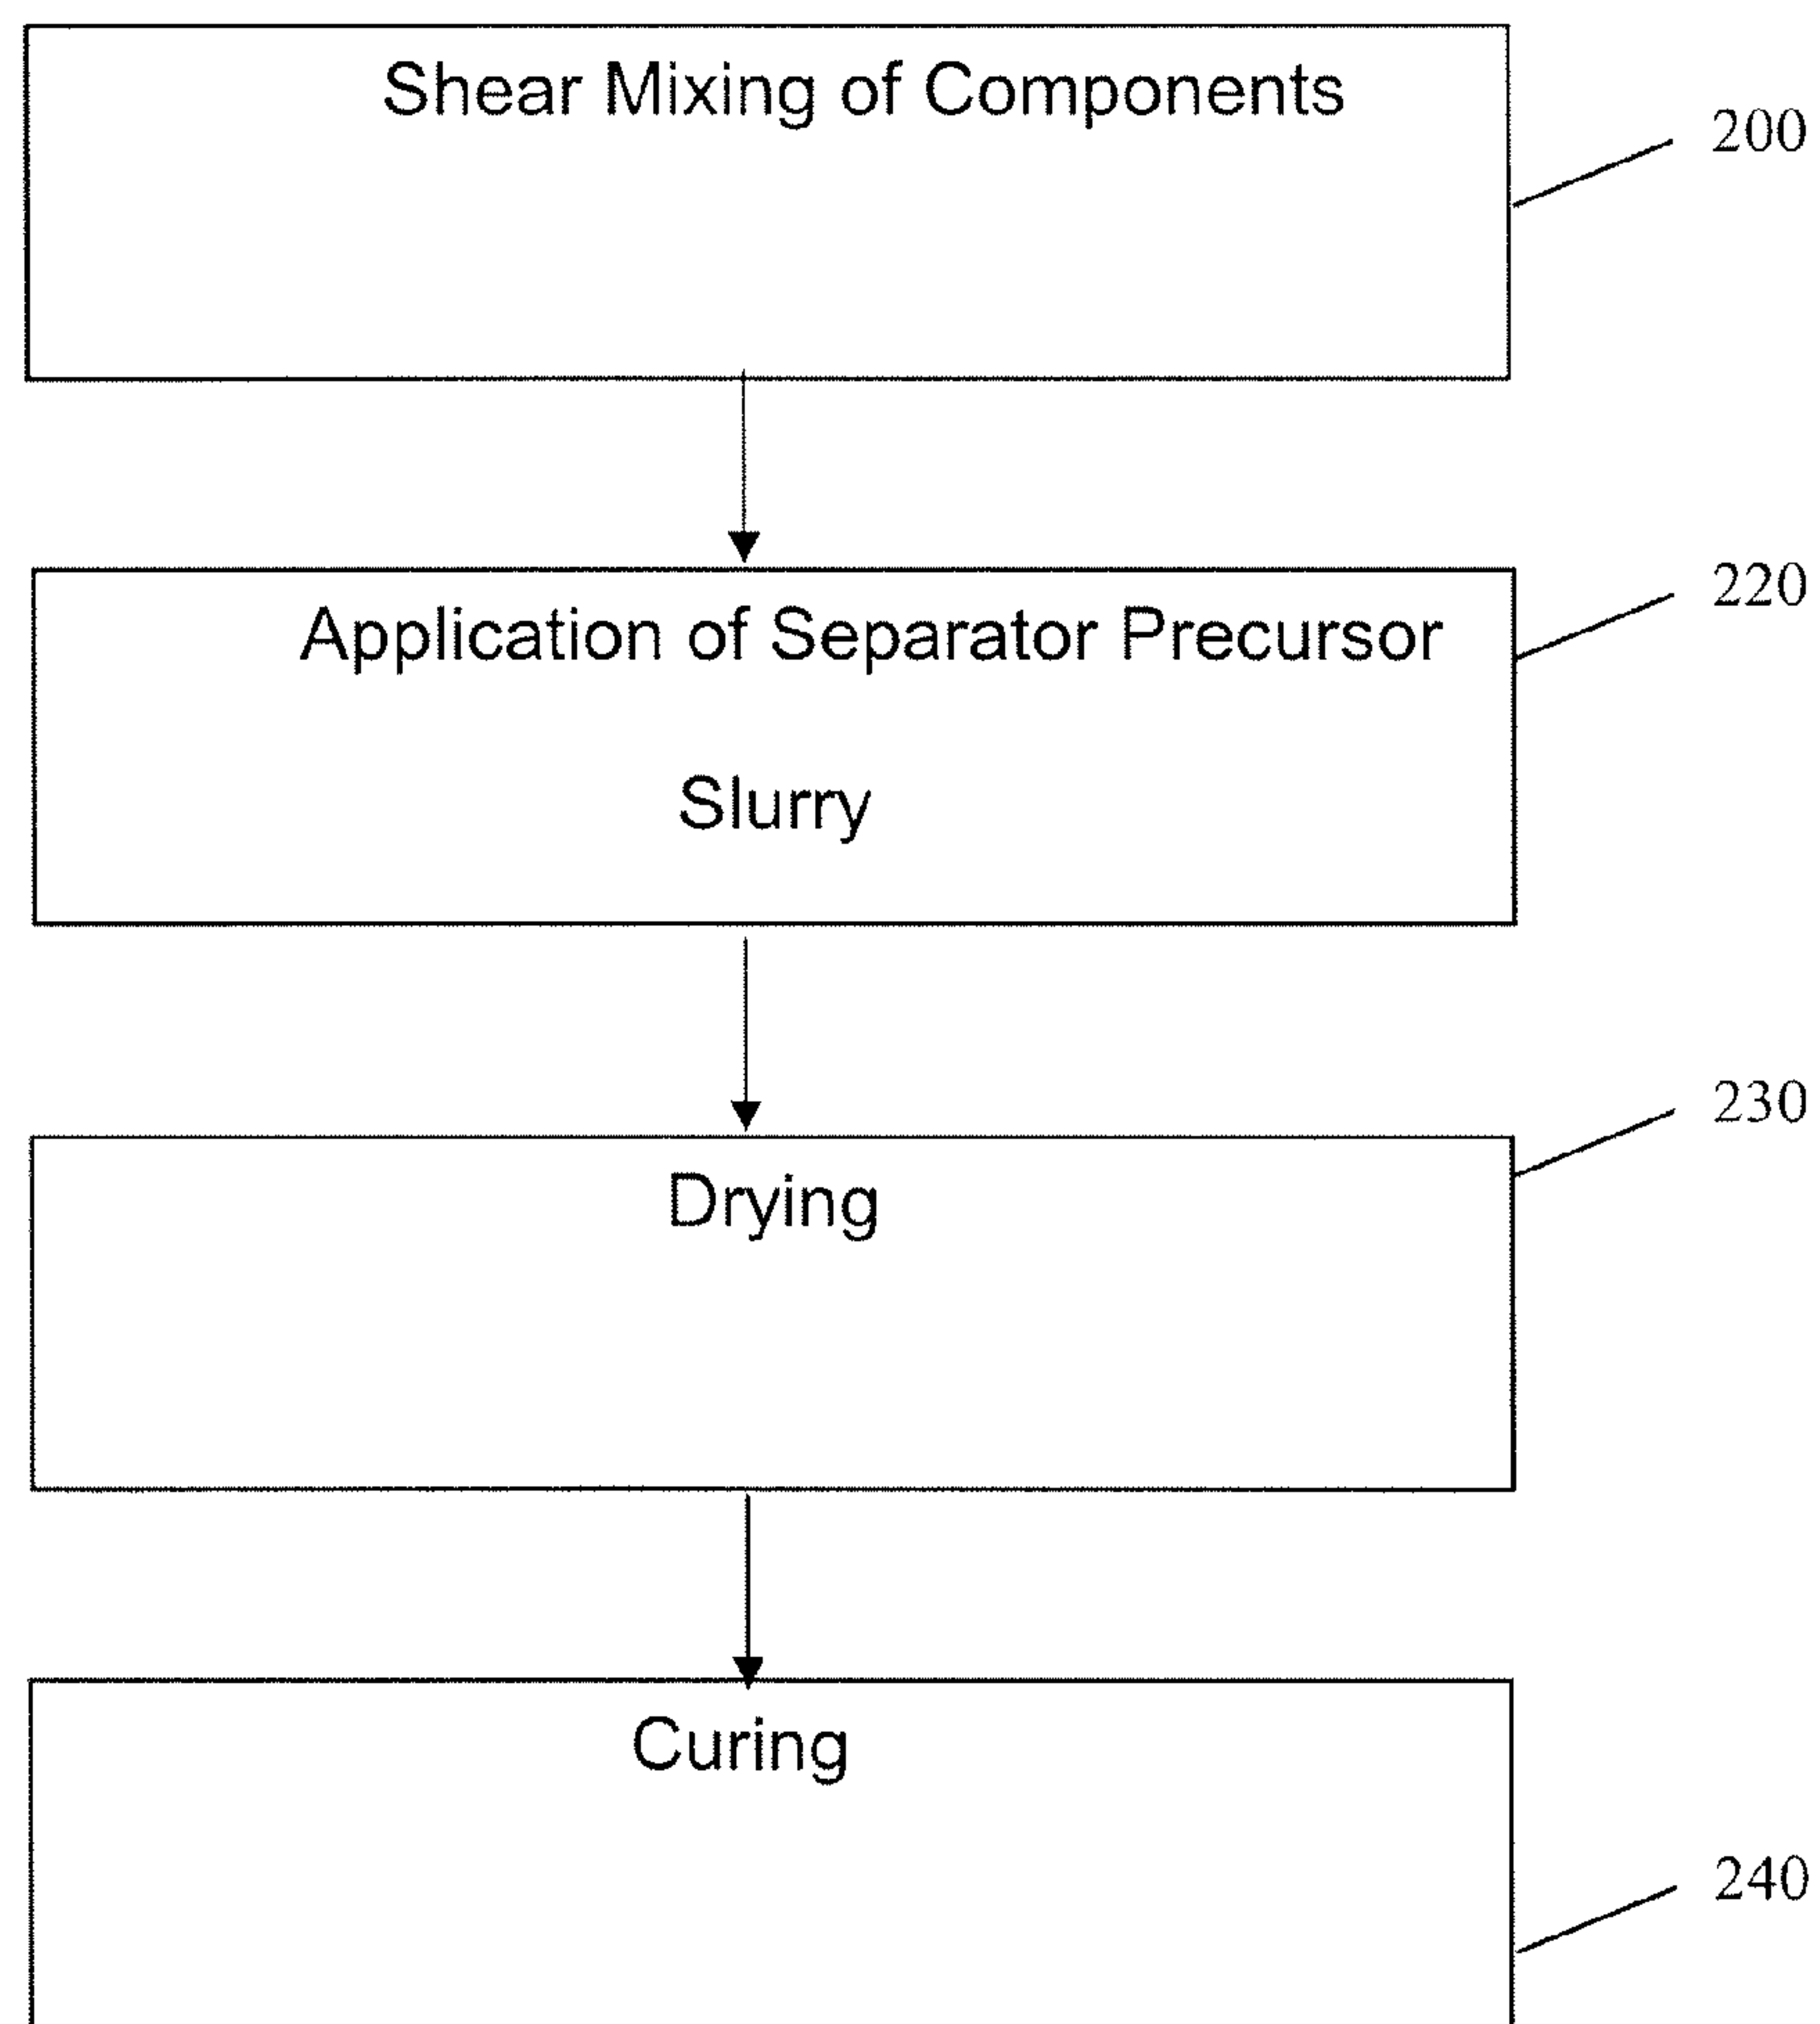 Shear Mixing of Components
200
Application of Separator Precursor
220
Slurry
230
Drying
Curing
240